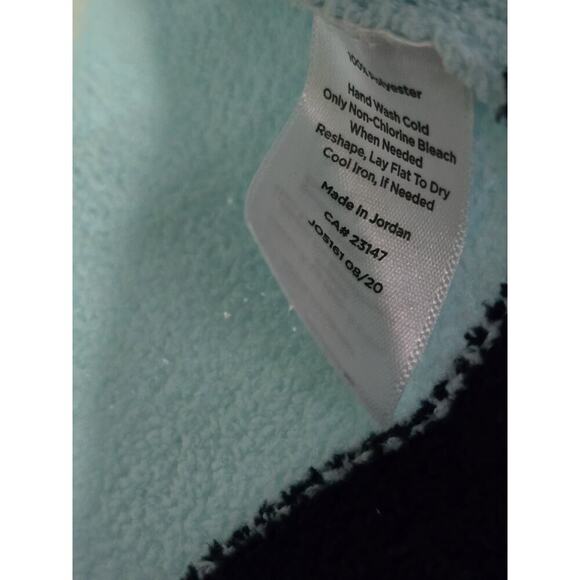 100% Polyester
Hand Wash Cold
Only Non-Chlorine Bleach
When Needed
Reshape, Lay Flat To Dry
Cool Iron, If Needed
Made In Jordan
CA# 23147
JO5161 08/20